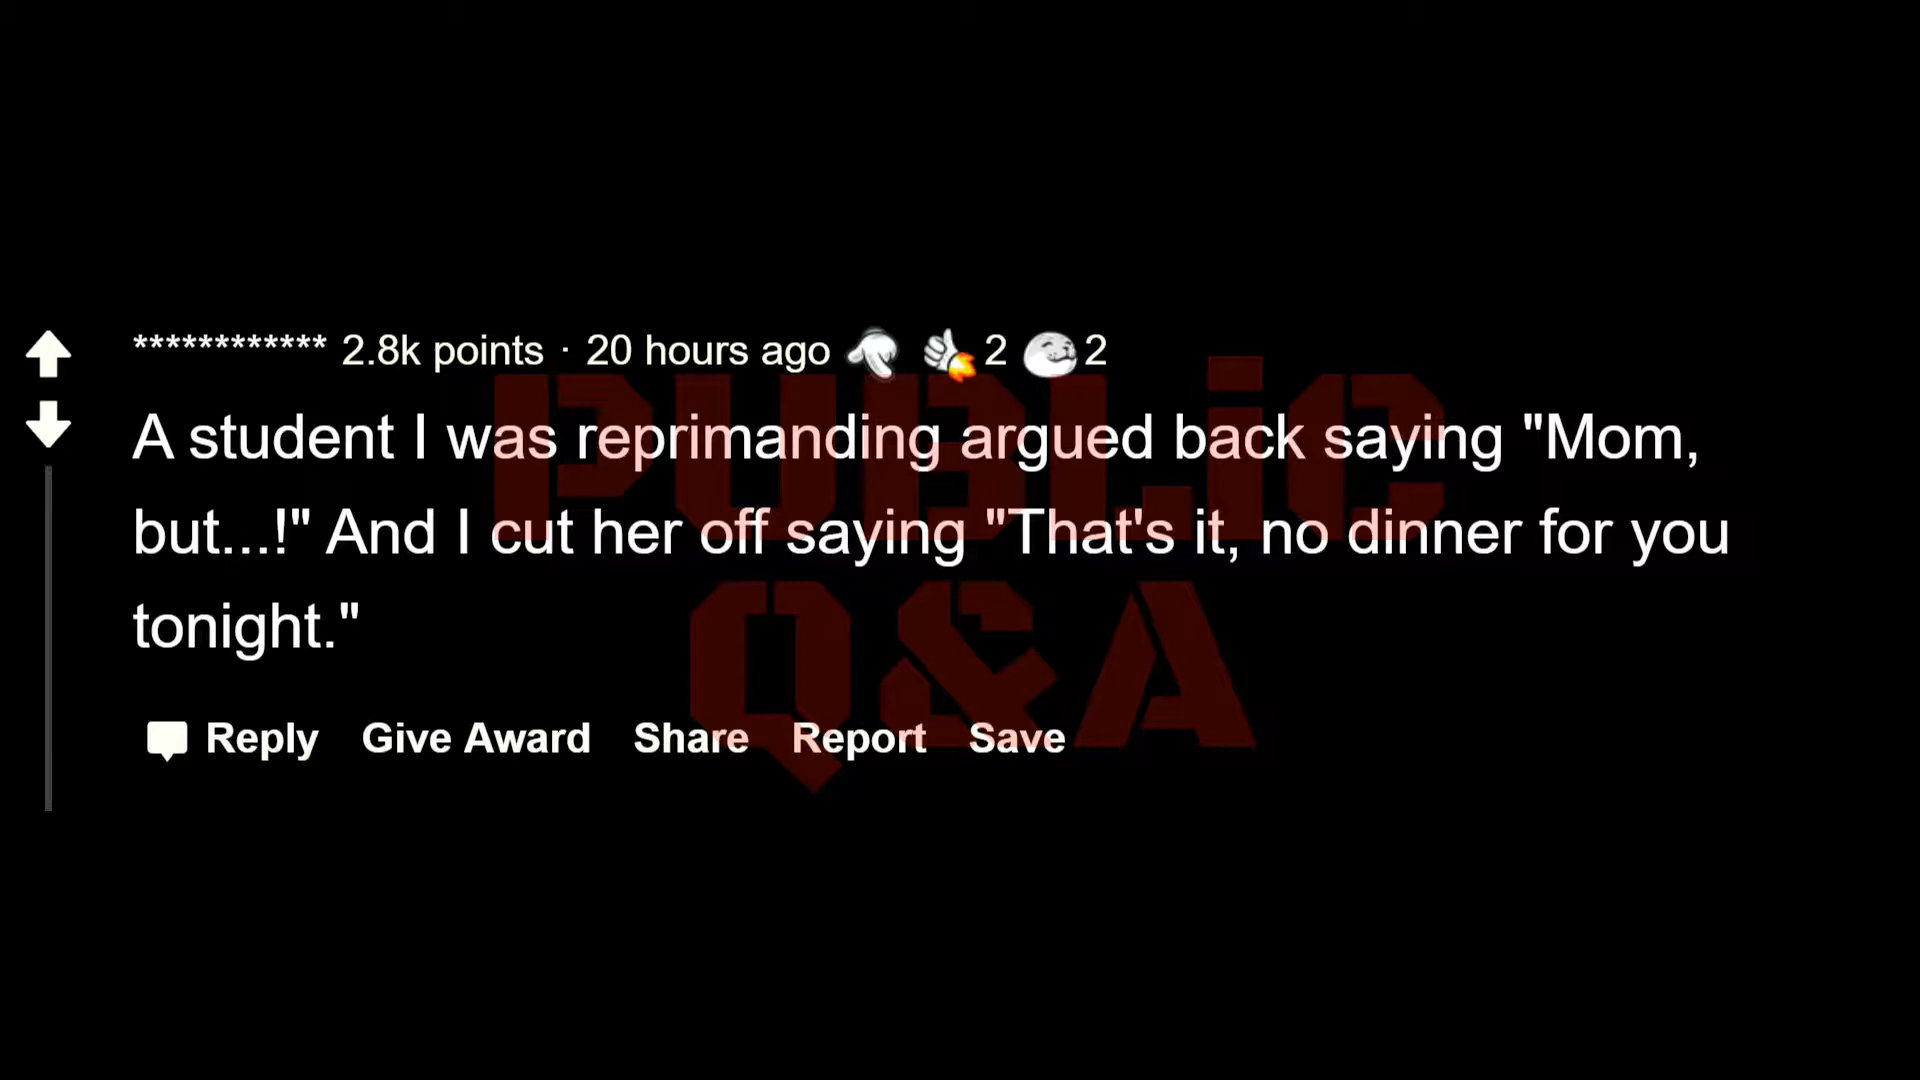 ************ 2.8k points · 20 hours ago 2 2
A student I was reprimanding argued back saying "Mom,
but...!" And I cut her off saying "That's it, no dinner for you
tonight."
Reply Give Award Share Report Save
PUBLiC
Q&A